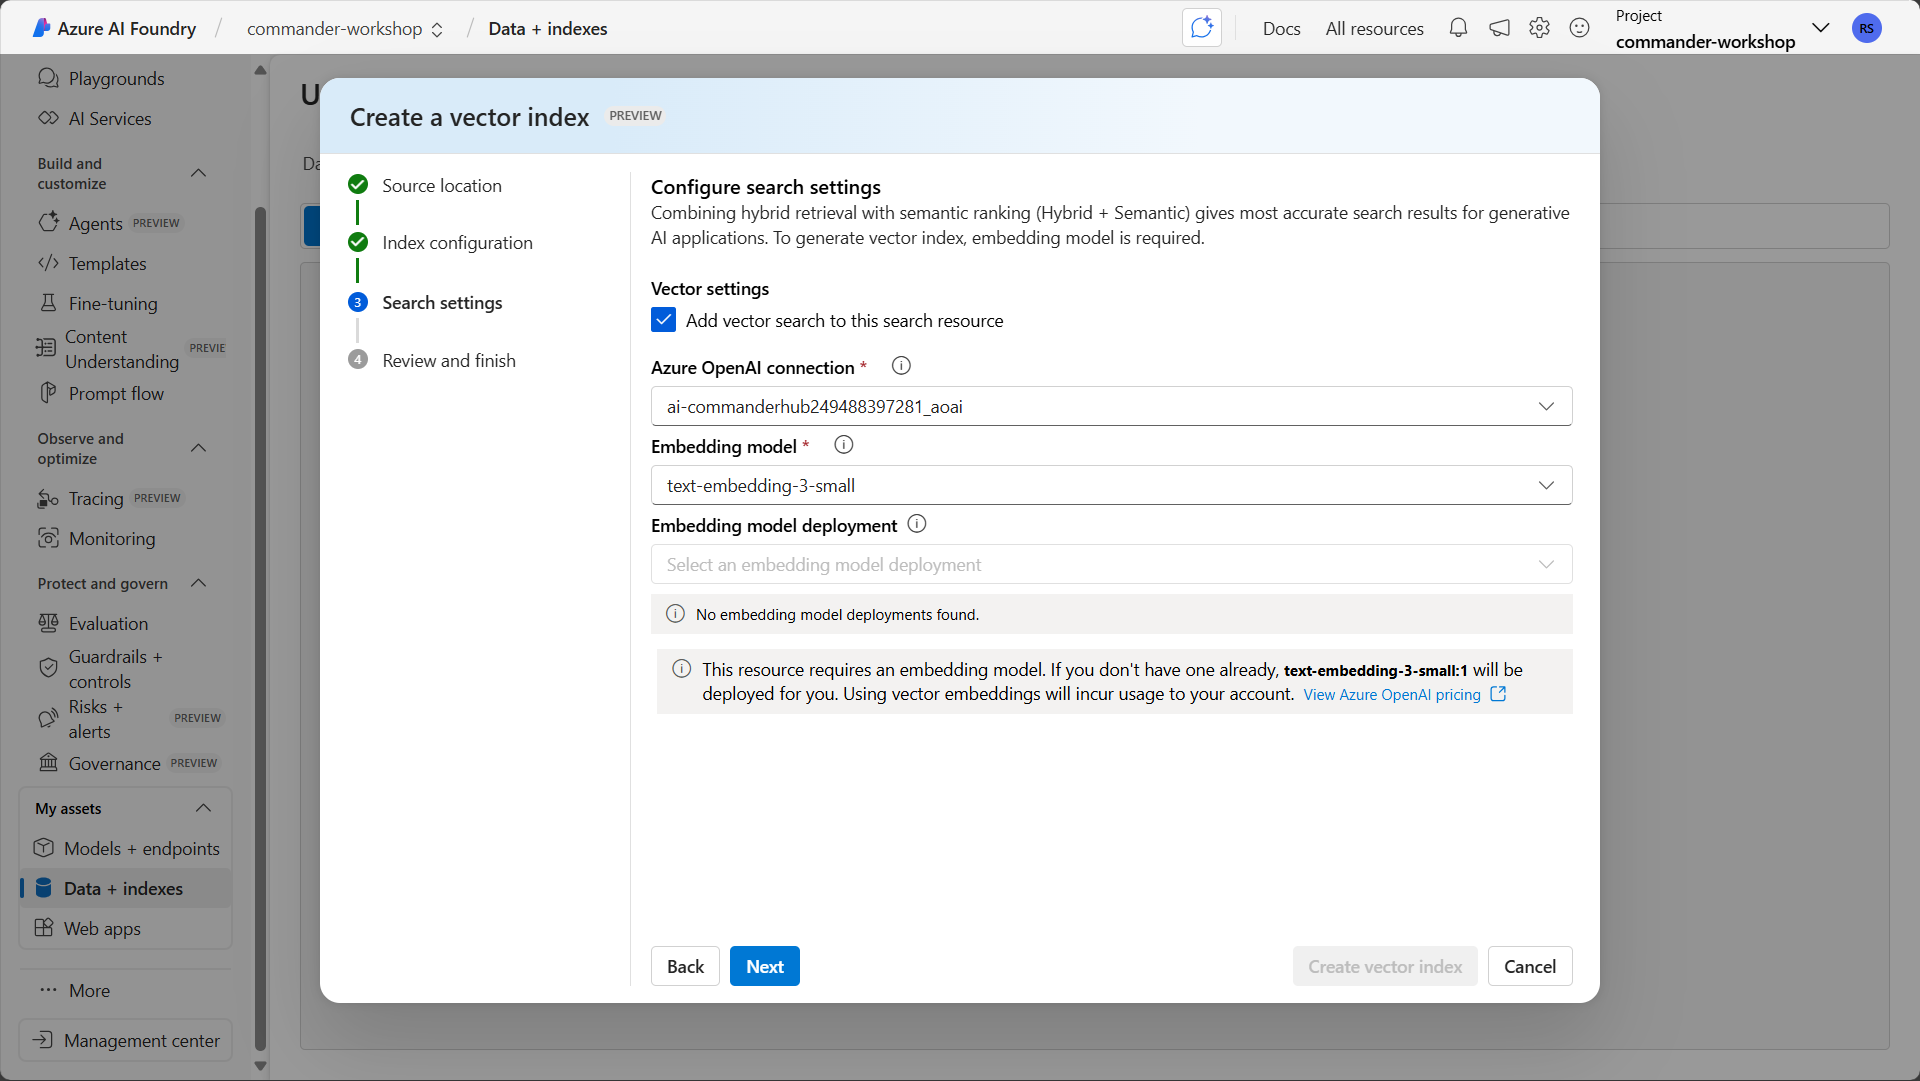 Azure AI Foundry / commander-workshop / Data + indexes
Docs
All resources
Project
commander-workshop
RS
Playgrounds
AI Services
Build and
customize
Agents PREVIEW
Templates
Fine-tuning
Content
Understanding PREVIE
Prompt flow
Observe and
optimize
Tracing PREVIEW
Monitoring
Protect and govern
Evaluation
Guardrails +
controls
Risks +
alerts PREVIEW
Governance PREVIEW
My assets
Models + endpoints
Data + indexes
Web apps
More
Management center
U
Da
Create a vector index PREVIEW
Source location
Index configuration
3 Search settings
4 Review and finish
Configure search settings
Combining hybrid retrieval with semantic ranking (Hybrid + Semantic) gives most accurate search results for generative
AI applications. To generate vector index, embedding model is required.
Vector settings
Add vector search to this search resource
Azure OpenAI connection *
ai-commanderhub249488397281_aoai
Embedding model *
text-embedding-3-small
Embedding model deployment
Select an embedding model deployment
No embedding model deployments found.
This resource requires an embedding model. If you don't have one already, text-embedding-3-small:1 will be
deployed for you. Using vector embeddings will incur usage to your account. View Azure OpenAI pricing
Back
Next
Create vector index
Cancel